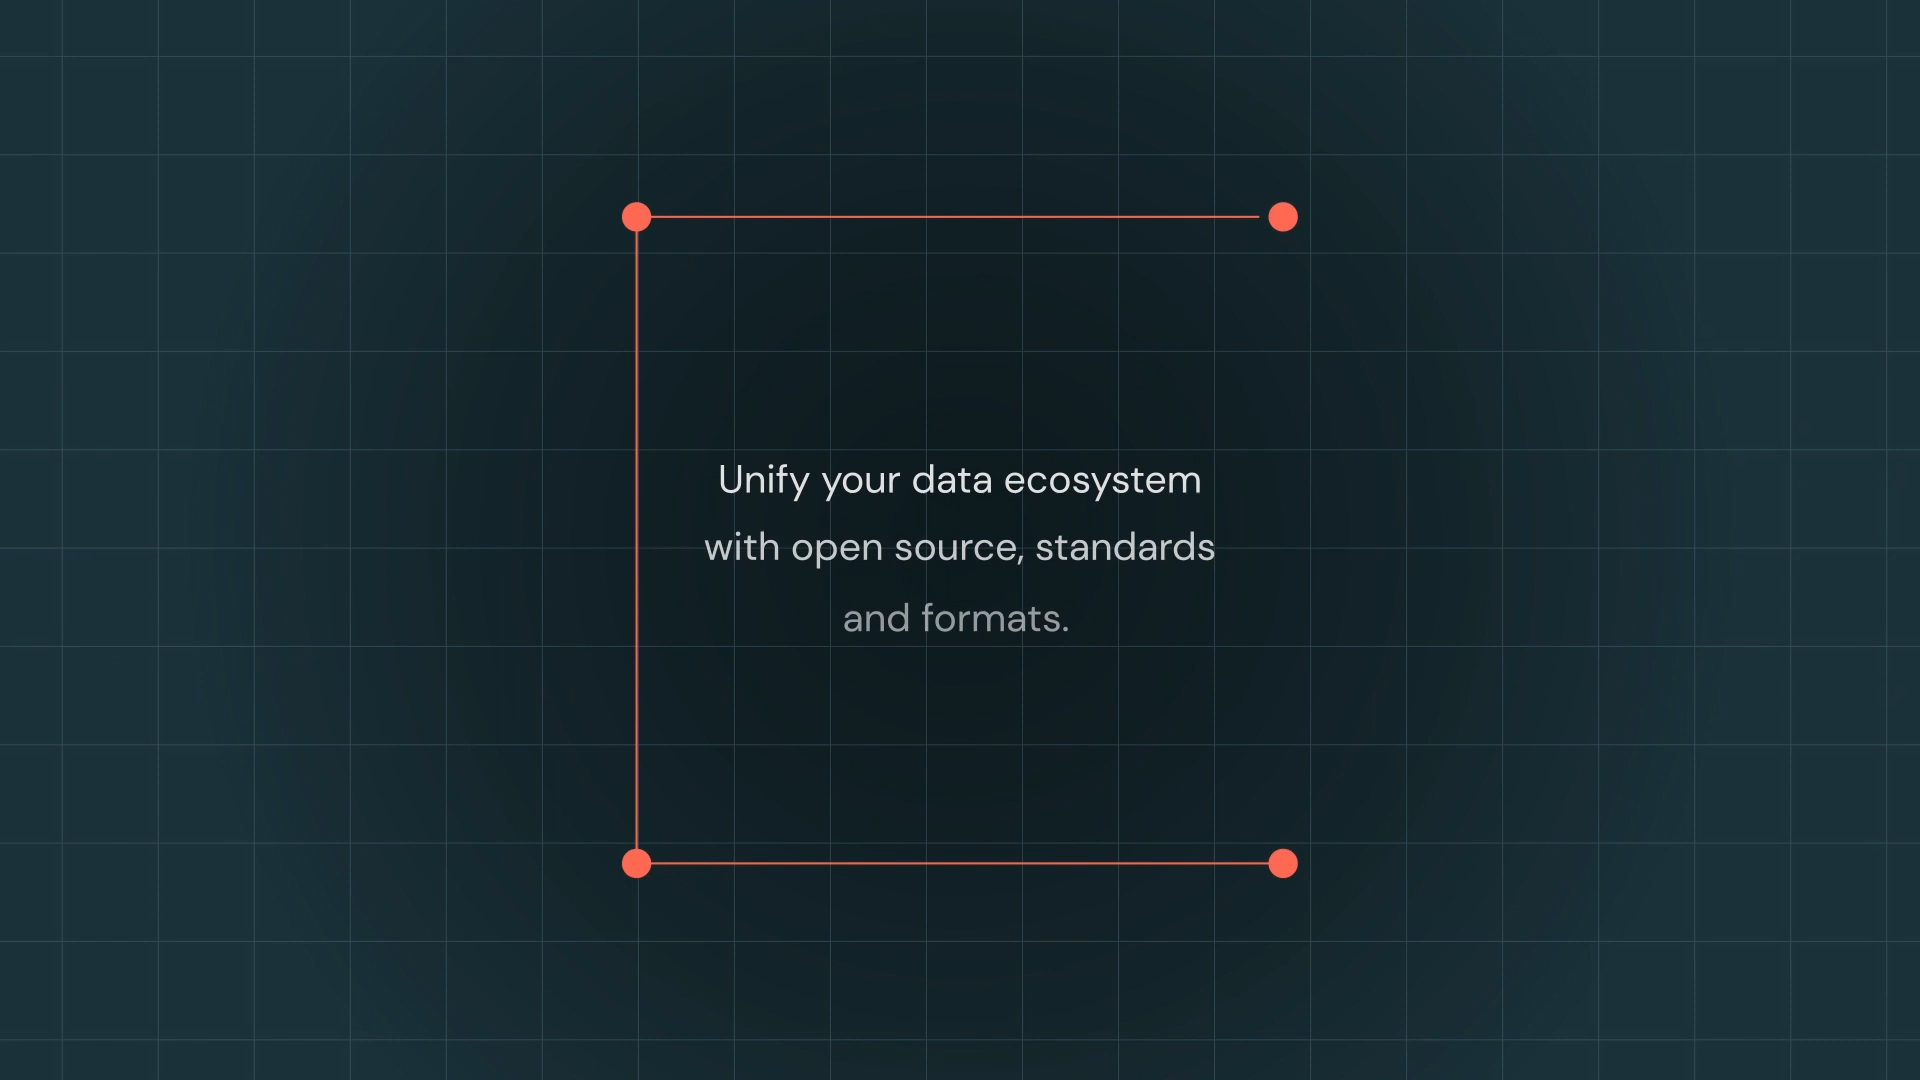 Unify your data ecosystem
with open source, standards
and formats.